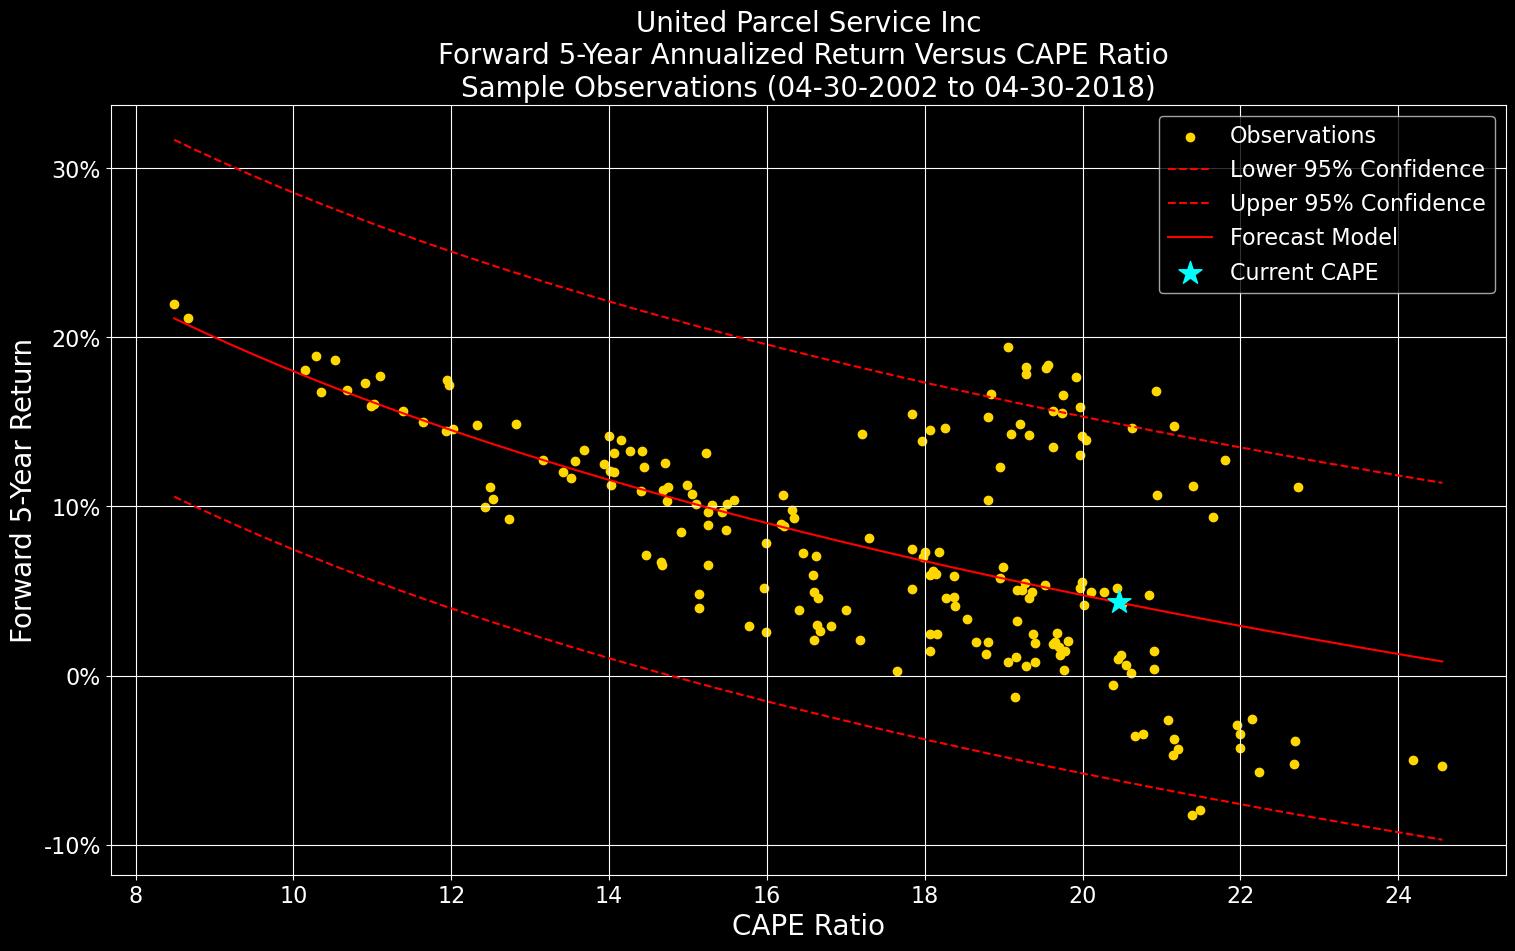 United Parcel Service Inc
Forward 5-Year Annualized Return Versus CAPE Ratio
Sample Observations (04-30-2002 to 04-30-2018)
Observations
Lower 95% Confidence
Upper 95% Confidence
Forecast Model
Current CAPE
Forward 5-Year Return
30%
20%
10%
0%
-10%
8 10 12 14 16 18 20 22 24
CAPE Ratio